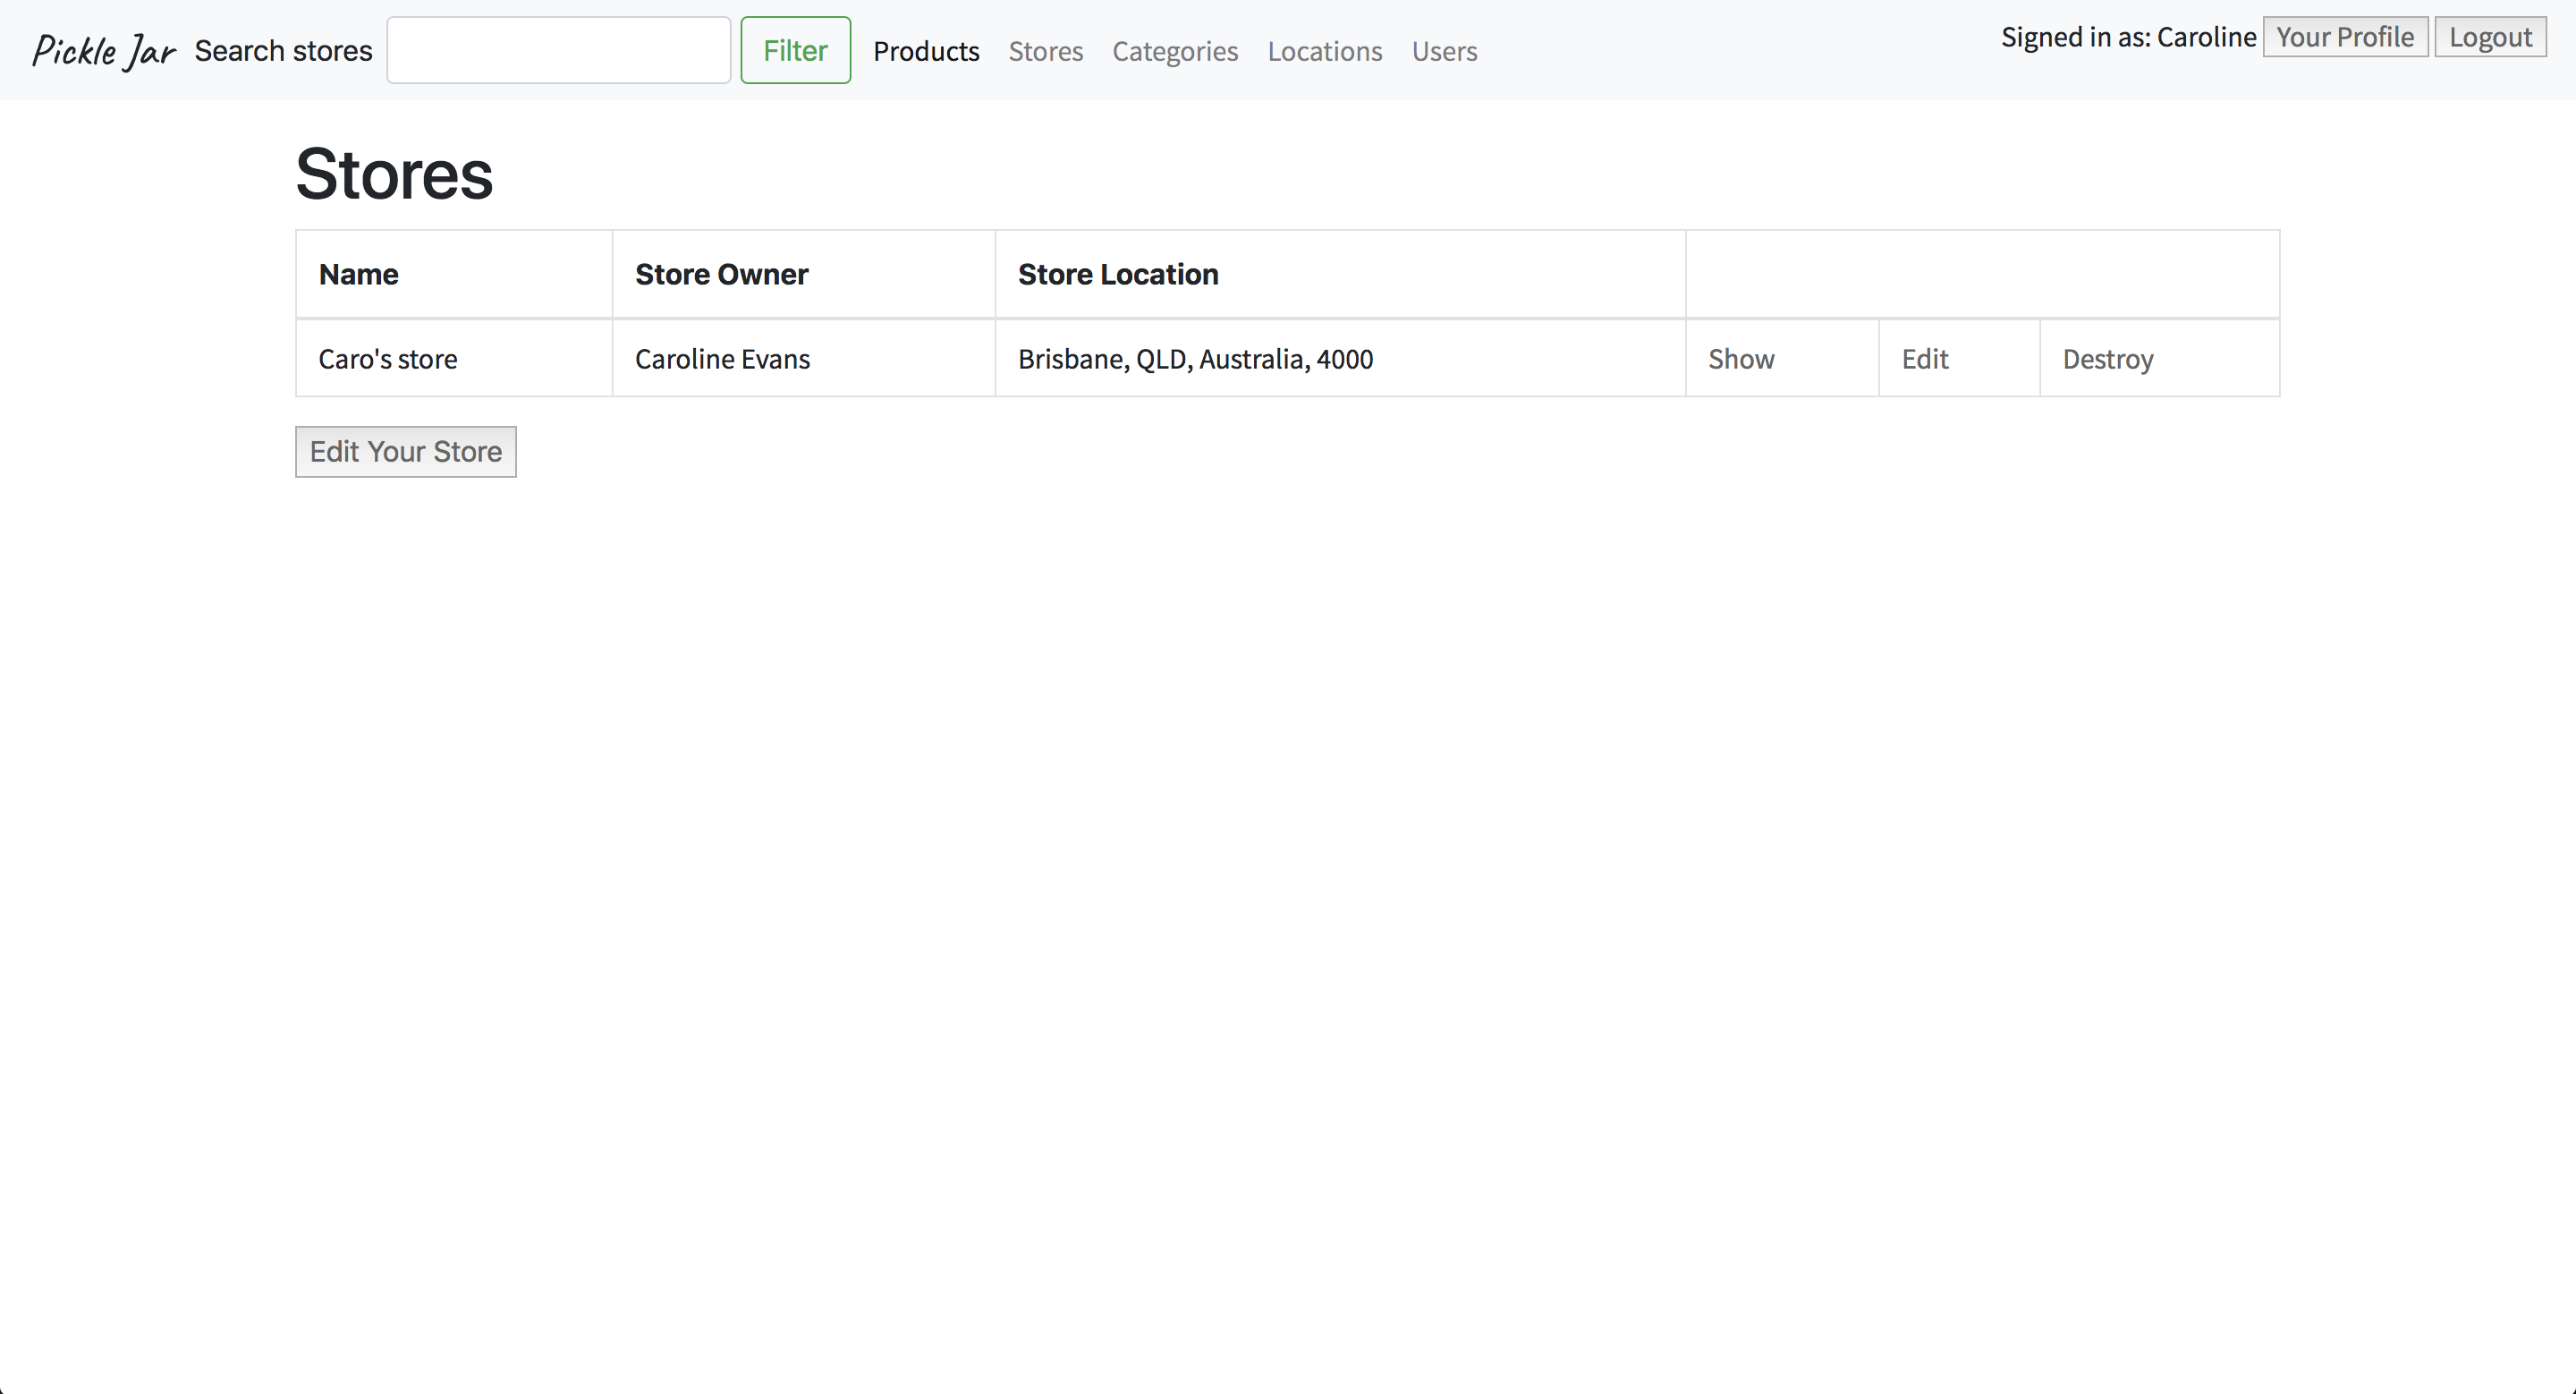 Pickle Jar Search stores Filter Products Stores Categories Locations Users Signed in as: Caroline Your Profile Logout
Stores
Name Store Owner Store Location
Caro's store Caroline Evans Brisbane, QLD, Australia, 4000 Show Edit Destroy
Edit Your Store